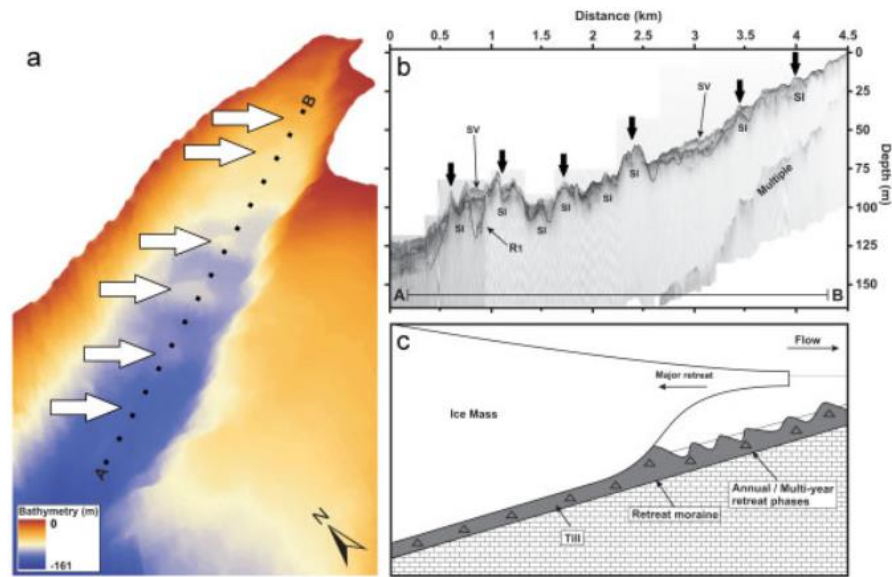 a
B
A
N
Bathymetry (m)
0
-161
Distance (km)
0 0.5 1 1.5 2 2.5 3 3.5 4 4.5
b
SV
SV
SI
SI
SI
SI
SI
SI
SI
SI
R1
Multiple
A
B
0
25
50
75
100
125
150
Depth (m)
c
Flow
Major retreat
Ice Mass
Annual / Multi-year
retreat phases
Retreat moraine
Till